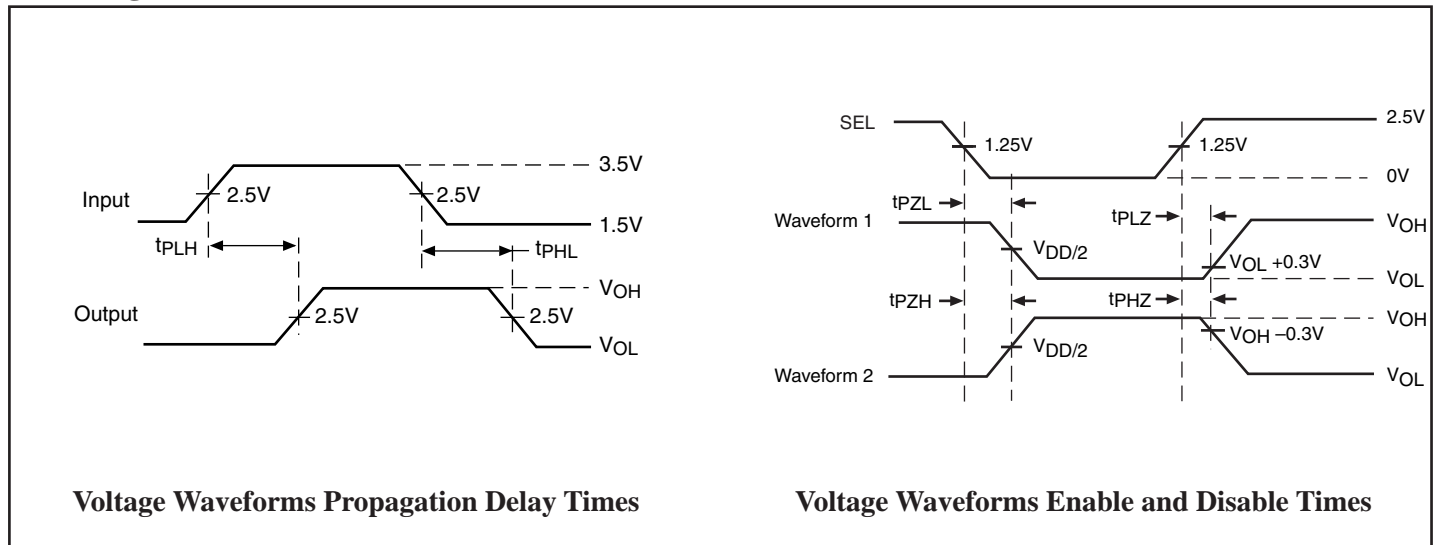 Input
2.5V
2.5V
3.5V
1.5V
tPLH
tPHL
Output
2.5V
2.5V
VOH
VOL
Voltage Waveforms Propagation Delay Times
SEL
1.25V
1.25V
2.5V
0V
tPZL
tPLZ
Waveform 1
VDD/2
VOH
VOL +0.3V
VOL
tPZH
tPHZ
VOH
VDD/2
VOH –0.3V
Waveform 2
VOL
Voltage Waveforms Enable and Disable Times